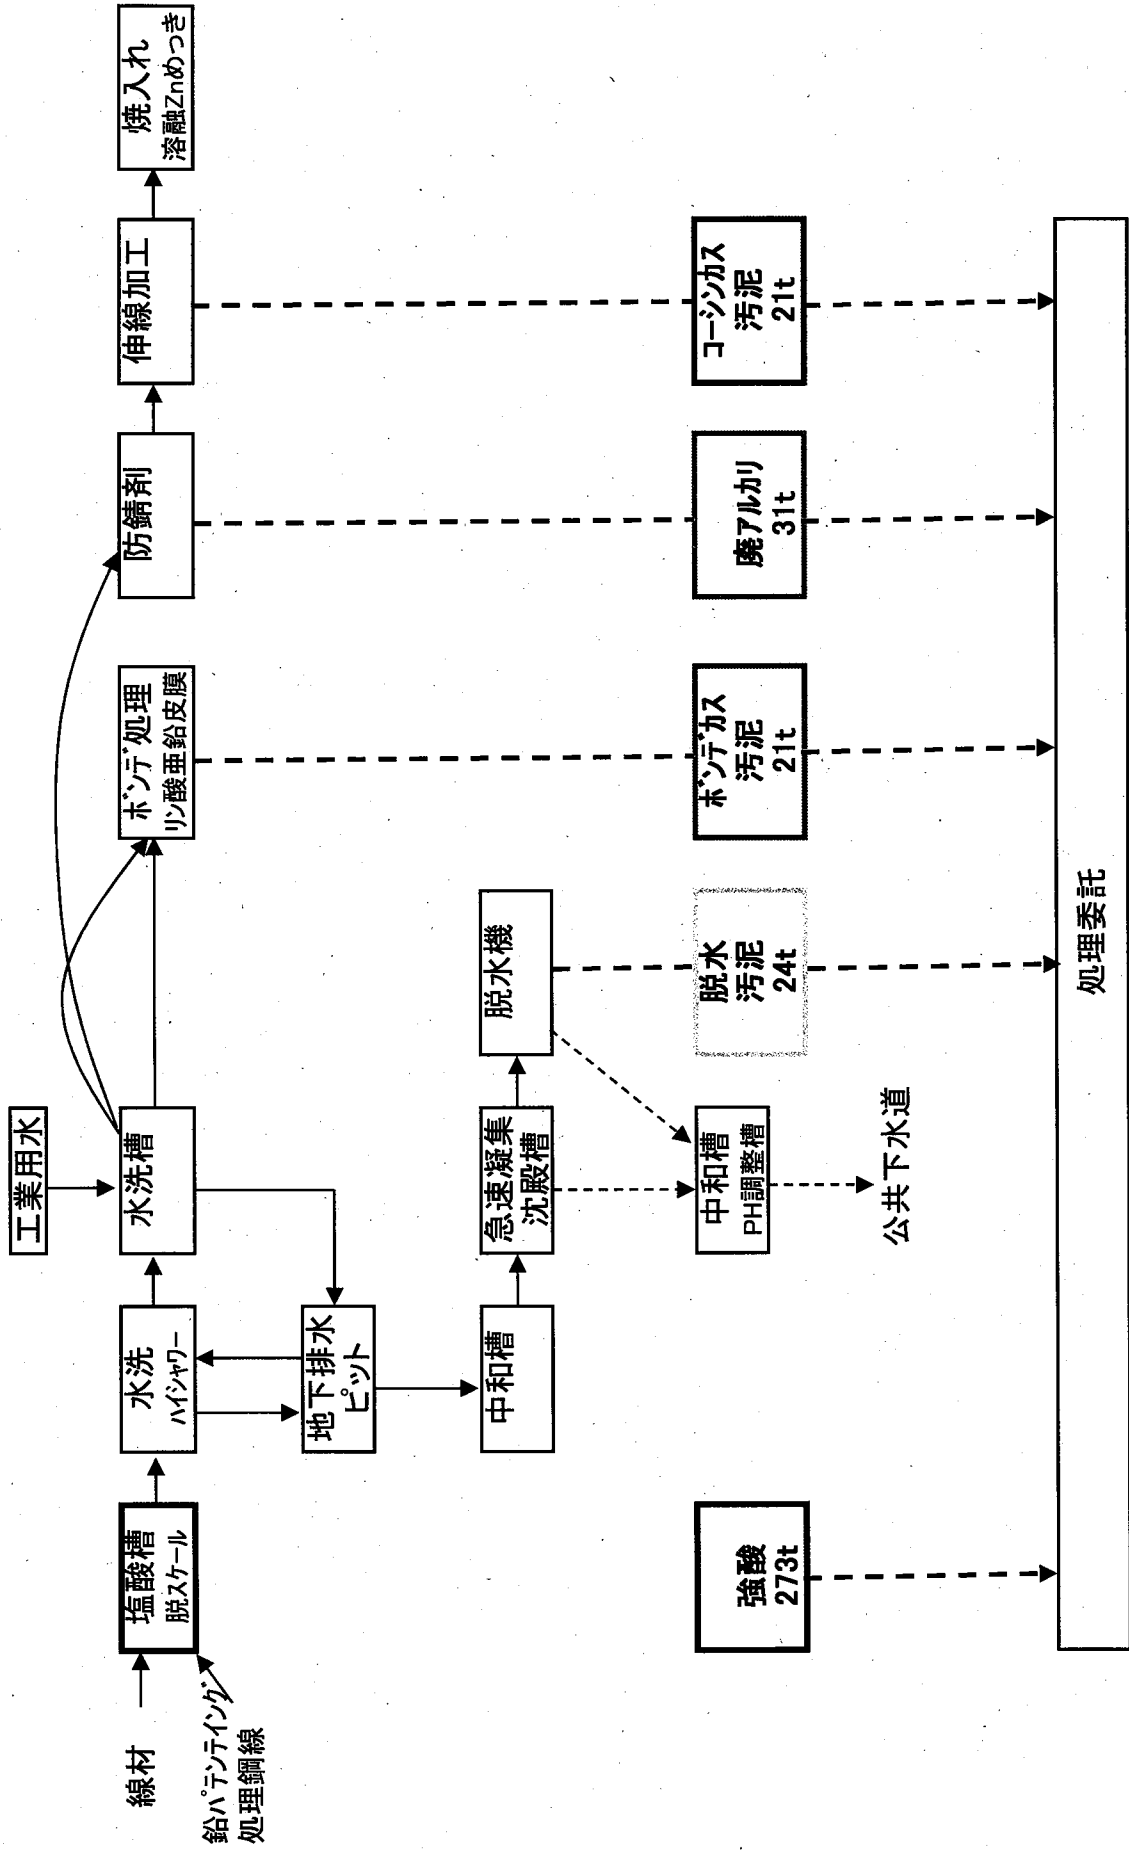 工業用水
線材
鉛パテンティング
処理鋼線
塩酸槽
脱スケール
水洗
ハイシャワー
水洗槽
ボンデ処理
リン酸亜鉛皮膜
防錆剤
伸線加工
焼入れ
溶融Znめっき
地下排水
ピット
中和槽
急速凝集
沈殿槽
脱水機
強酸
273t
中和槽
PH調整槽
公共下水道
脱水
汚泥
24t
ボンデカス
汚泥
21t
廃アルカリ
31t
コーシンカス
汚泥
21t
処理委託